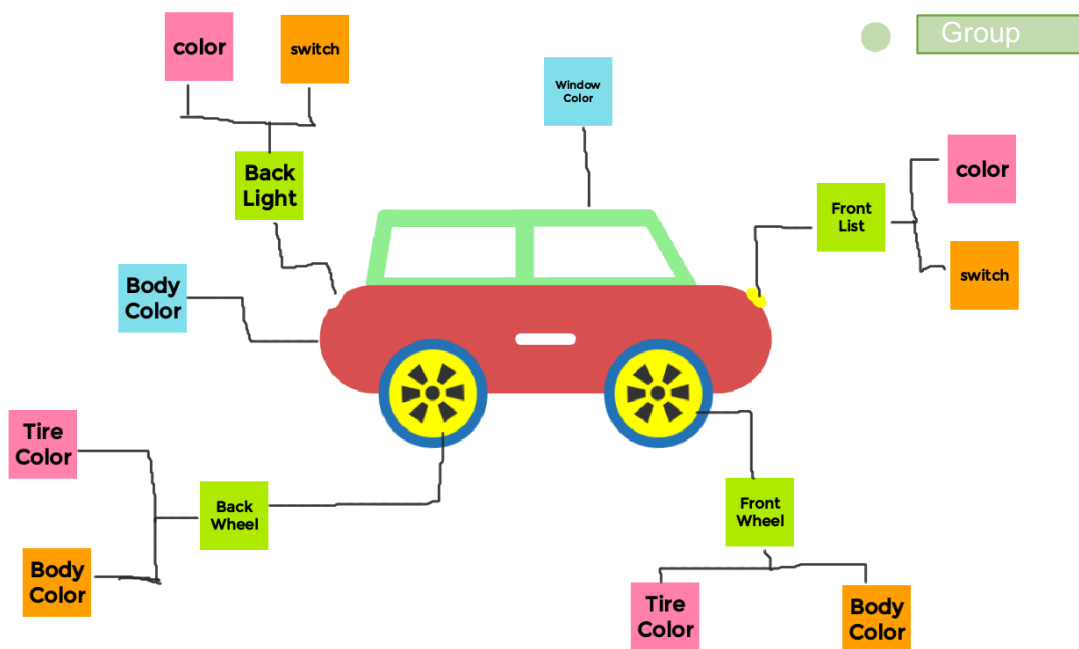 Group
color
switch
Window
Color
color
Back
Light
Front
List
switch
Body
Color
Tire
Color
Back
Wheel
Front
Wheel
Body
Color
Tire
Color
Body
Color